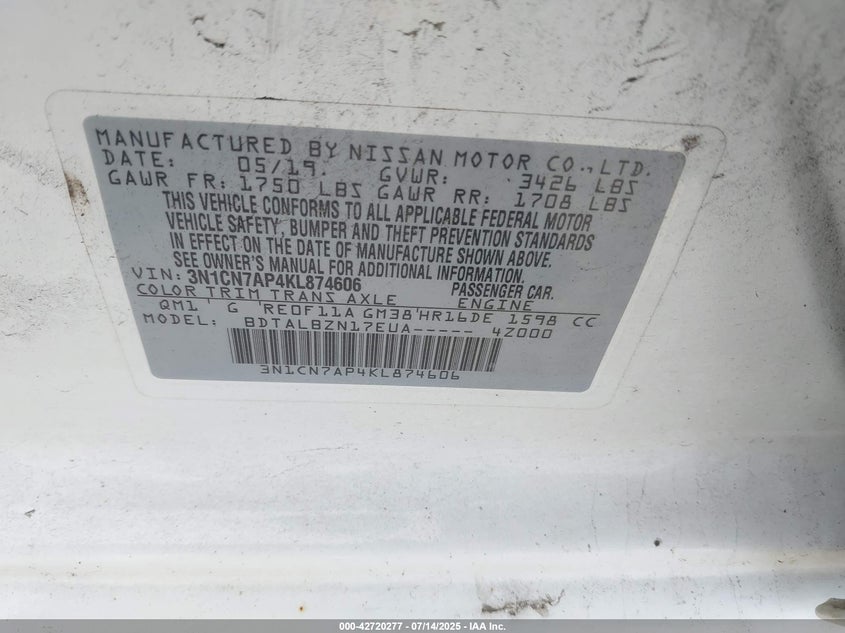 MANUFACTURED BY NISSAN MOTOR CO.,LTD.
DATE: 05/19. GVWR: 3426 LBS
GAWR FR: 1750 LBS GAWR RR: 1708 LBS
THIS VEHICLE CONFORMS TO ALL APPLICABLE FEDERAL MOTOR
VEHICLE SAFETY, BUMPER AND THEFT PREVENTION STANDARDS
IN EFFECT ON THE DATE OF MANUFACTURE SHOWN ABOVE.
SEE OWNER'S MANUAL FOR ADDITIONAL INFORMATION.
VIN: 3N1CN7AP4KL874606 PASSENGER CAR.
COLOR TRIM TRANS AXLE ENGINE
QM1 G RE0F11A GM38 HR16DE 1598 CC
MODEL: BDTALBZN17EUA----- 4Z000
3N1CN7AP4KL874606
000-42720277 - 07/14/2025 - IAA Inc.